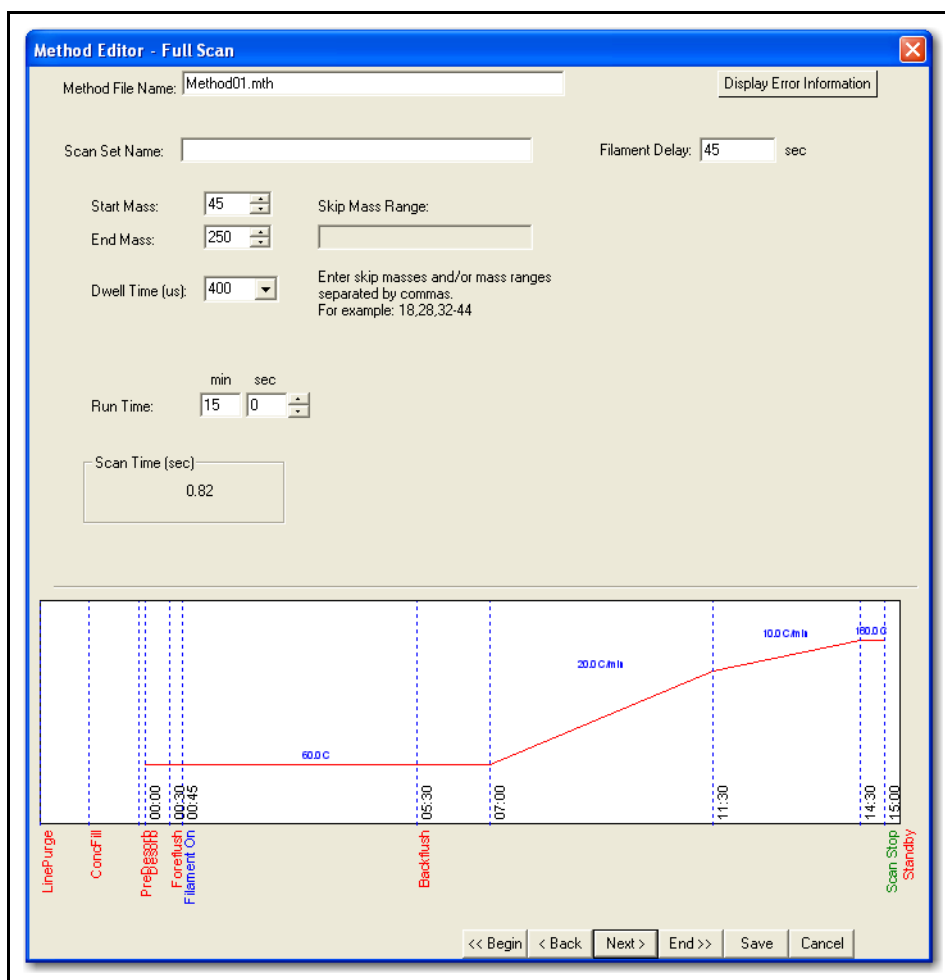 Method Editor - Full Scan
Method File Name: Method01.mth
Display Error Information
Scan Set Name:
Filament Delay: 45 sec
Start Mass: 45
Skip Mass Range:
End Mass: 250
Dwell Time (us): 400
Enter skip masses and/or mass ranges
separated by commas.
For example: 18,28,32-44
min sec
Run Time: 15 0
Scan Time (sec)
0.82
10.0 C/min
160.0 C
20.0 C/min
60.0 C
00:00
00:30
00:45
05:30
07:00
11:30
14:30
15:00
LinePurge
ConcFill
PreDesorb
Desorb
Foreflush
Filament On
Backflush
Scan Stop
Standby
<< Begin
< Back
Next >
End >>
Save
Cancel